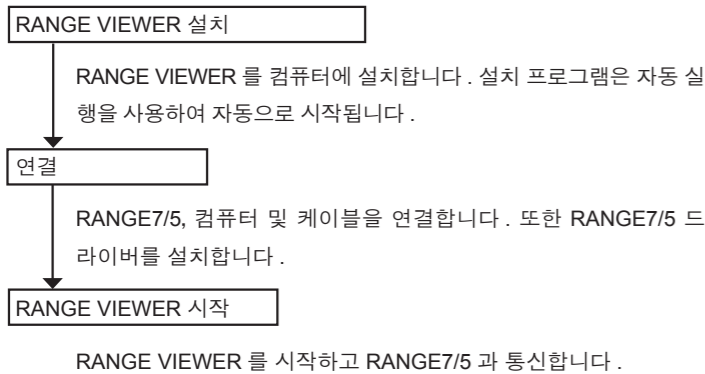 RANGE VIEWER 설치
RANGE VIEWER 를 컴퓨터에 설치합니다 . 설치 프로그램은 자동 실
행을 사용하여 자동으로 시작됩니다 .
연결
RANGE7/5, 컴퓨터 및 케이블을 연결합니다 . 또한 RANGE7/5 드
라이버를 설치합니다 .
RANGE VIEWER 시작
RANGE VIEWER 를 시작하고 RANGE7/5 과 통신합니다 .